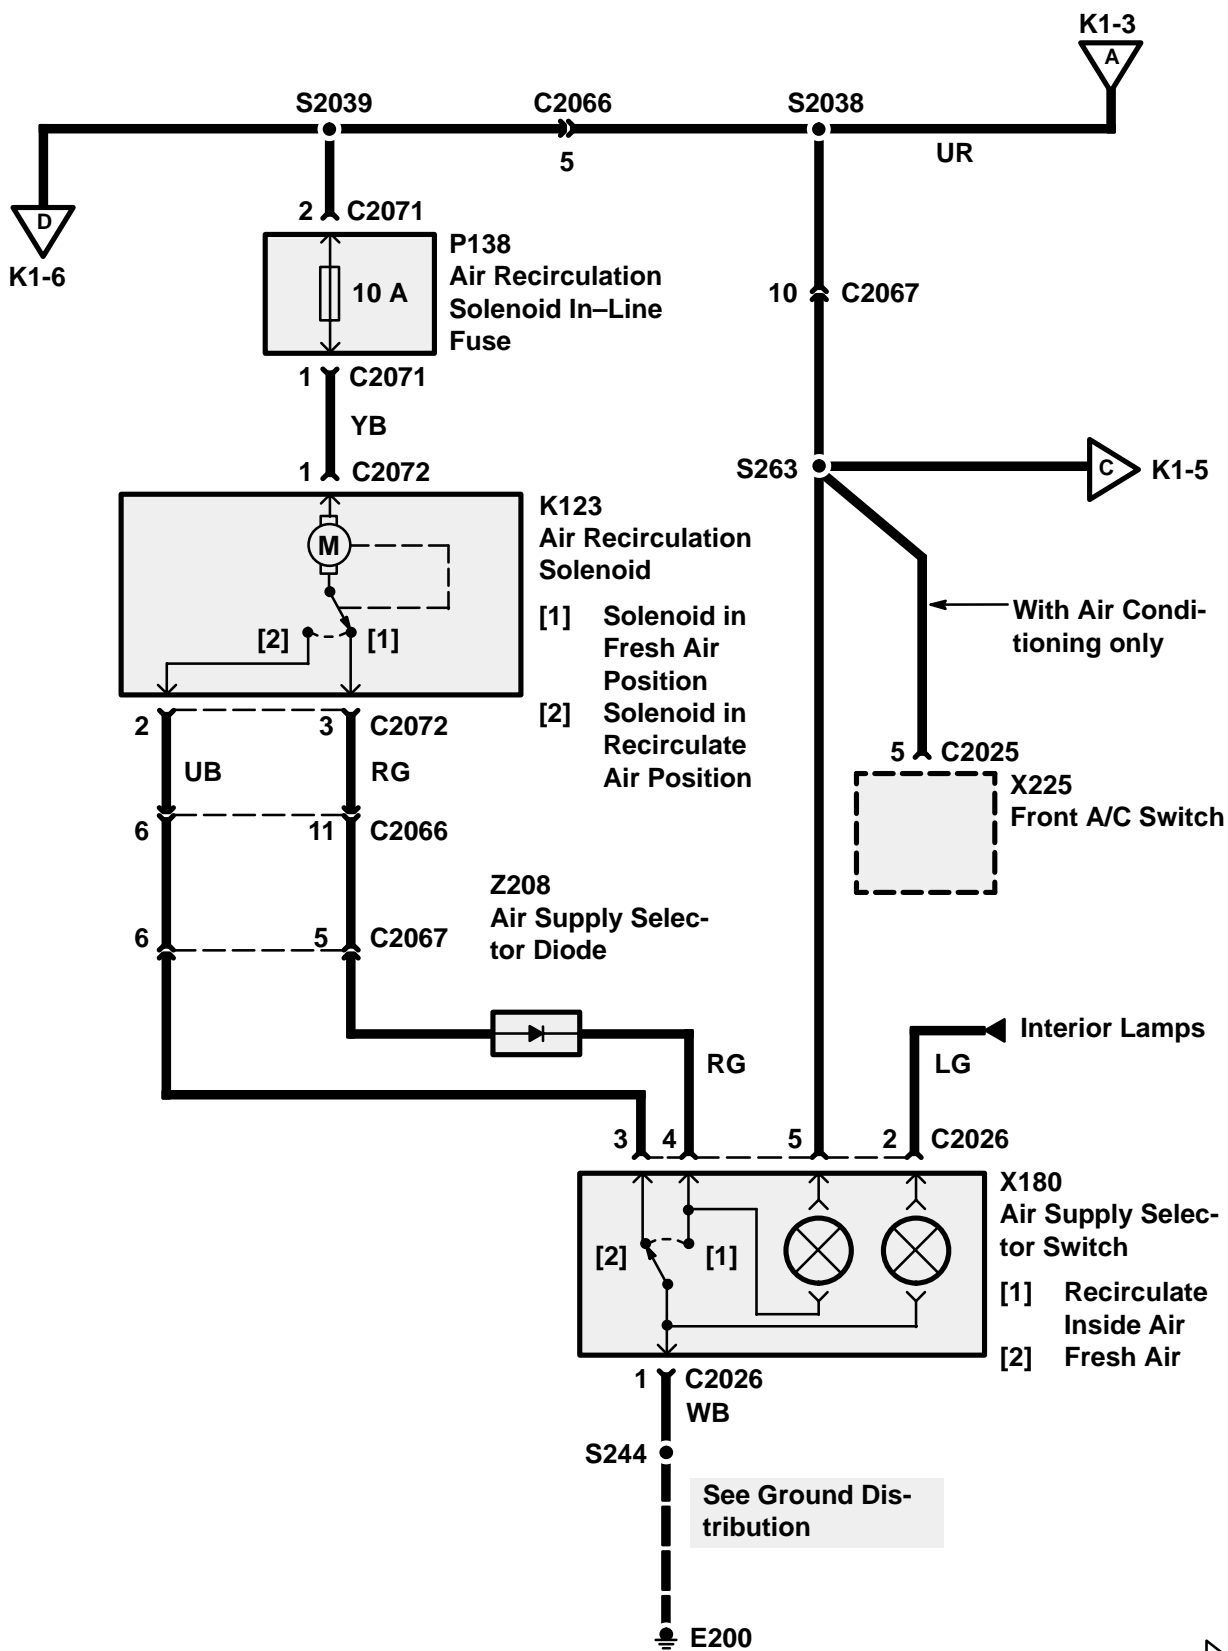 K1-3
A
S2039
C2066
S2038
5
UR
D
K1-6
2
C2071
P138
Air Recirculation
Solenoid In–Line
Fuse
10 A
10
C2067
1
C2071
YB
1
C2072
S263
C
K1-5
K123
Air Recirculation
Solenoid
M
[1] Solenoid in
Fresh Air
Position
[2] Solenoid in
Recirculate
Air Position
[2]
[1]
With Air Condi-
tioning only
2
3
C2072
UB
RG
5
C2025
X225
Front A/C Switch
6
11
C2066
Z208
Air Supply Selec-
tor Diode
6
5
C2067
Interior Lamps
RG
LG
3
4
5
2
C2026
X180
Air Supply Selec-
tor Switch
[2]
[1]
[1] Recirculate
Inside Air
[2] Fresh Air
1
C2026
WB
S244
See Ground Dis-
tribution
E200